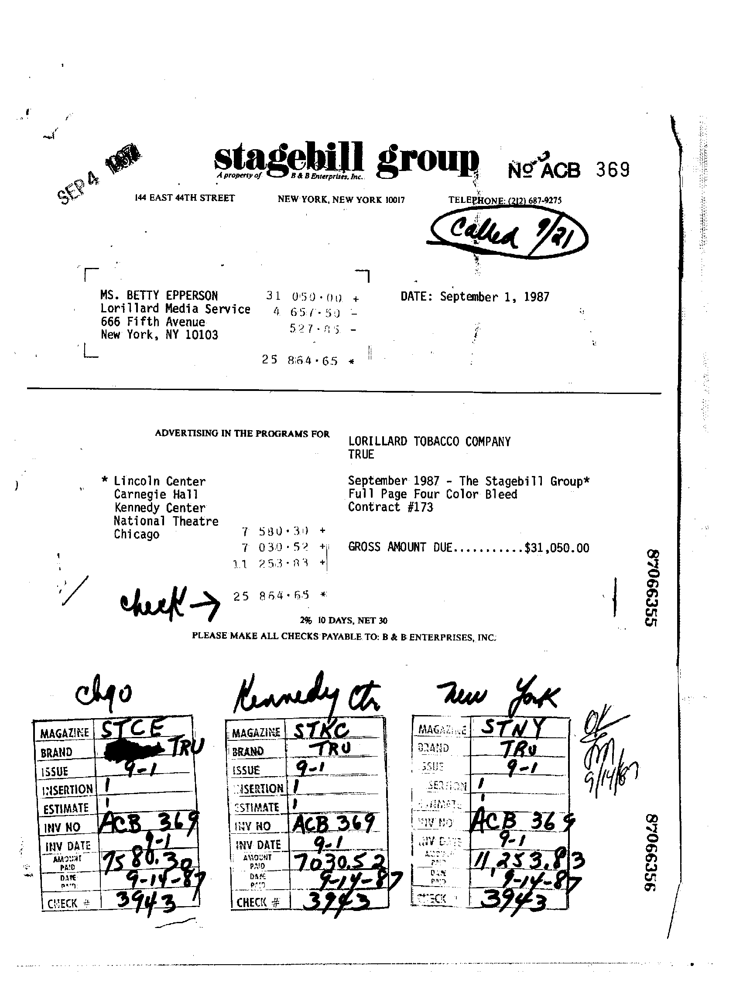 SEP 4 1987
stagebill group
A property of B & B Enterprises, Inc.
Nº ACB 369
144 EAST 44TH STREET NEW YORK, NEW YORK 10017 TELEPHONE: (212) 687-9275
Called 9/21
MS. BETTY EPPERSON 31 050.00 + DATE: September 1, 1987
Lorillard Media Service 4 657.50 -
666 Fifth Avenue 527.85 -
New York, NY 10103
25 864.65 *
ADVERTISING IN THE PROGRAMS FOR LORILLARD TOBACCO COMPANY
TRUE
* Lincoln Center September 1987 - The Stagebill Group*
Carnegie Hall Full Page Four Color Bleed
Kennedy Center Contract #173
National Theatre
Chicago 7 580.30 +
7 030.52 + GROSS AMOUNT DUE...........$31,050.00
11 253.83 +
check → 25 864.65 *
2% 10 DAYS, NET 30
PLEASE MAKE ALL CHECKS PAYABLE TO: B & B ENTERPRISES, INC.
87066355
Chgo
MAGAZINE STCE
BRAND TRU
ISSUE 9-1
INSERTION 1
ESTIMATE 1
INV NO ACB 369
INV DATE 9-1
AMOUNT PAID 7580.30
DATE PAID 9-14-87
CHECK # 3943
Kennedy Ctr
MAGAZINE STKC
BRAND TRU
ISSUE 9-1
INSERTION 1
ESTIMATE 1
INV NO ACB 369
INV DATE 9-1
AMOUNT PAID 7030.52
DATE PAID 9-14-87
CHECK # 3943
New York
MAGAZINE STNY
BRAND TRU
ISSUE 9-1
INSERTION 1
ESTIMATE 1
INV NO ACB 369
INV DATE 9-1
AMOUNT PAID 11,253.83
DATE PAID 9-14-87
CHECK # 3943
OK
9/14/87
87066356